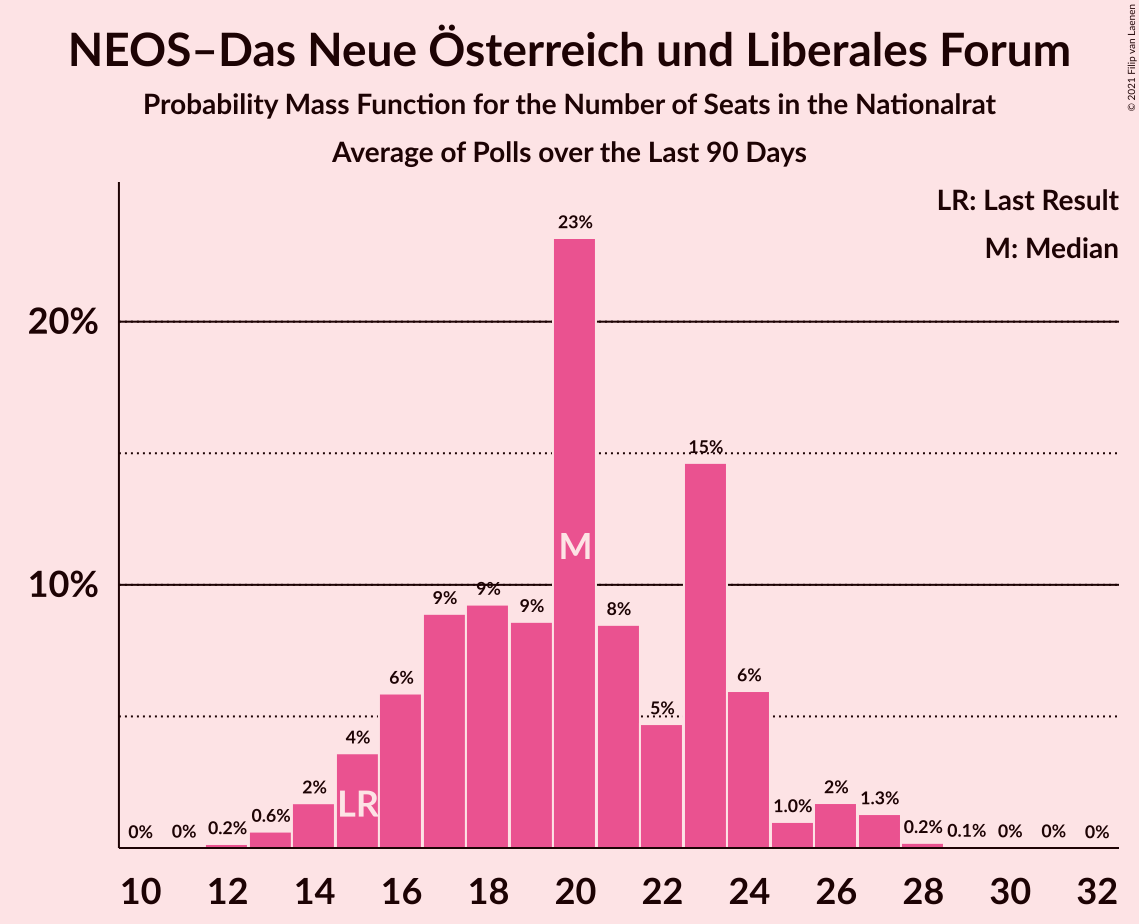 NEOS–Das Neue Österreich und Liberales Forum
Probability Mass Function for the Number of Seats in the Nationalrat
Average of Polls over the Last 90 Days
© 2021 Filip van Laenen
LR: Last Result
M: Median
20%
10%
0%
0%
0.2%
0.6%
2%
4%
6%
9%
9%
9%
23%
8%
5%
15%
6%
1.0%
2%
1.3%
0.2%
0.1%
0%
0%
0%
LR
M
10 12 14 16 18 20 22 24 26 28 30 32